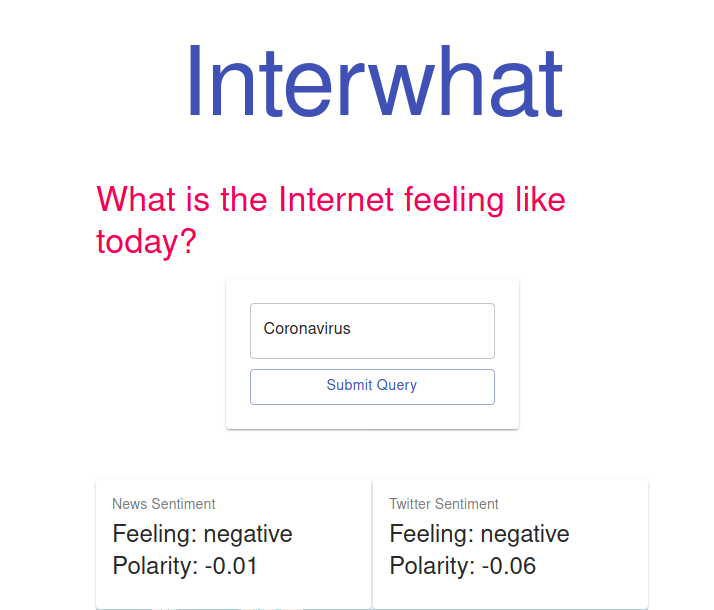 Interwhat
What is the Internet feeling like
today?
Coronavirus
Submit Query
News Sentiment
Feeling: negative
Polarity: -0.01
Twitter Sentiment
Feeling: negative
Polarity: -0.06